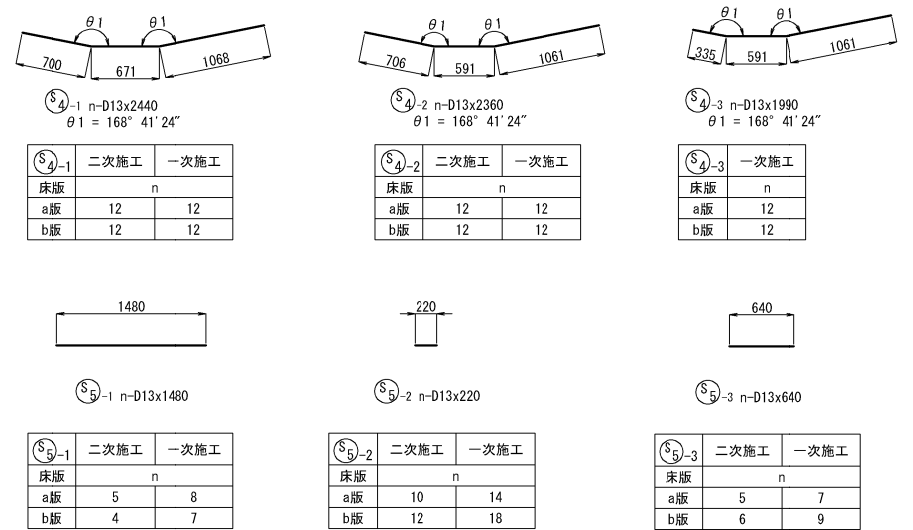 θ1 θ1
700 671 1068
S4-1 n-D13x2440
θ1 = 168° 41'24"
S4-1 二次施工 一次施工
床版 n
a版 12 12
b版 12 12
θ1 θ1
706 591 1061
S4-2 n-D13x2360
θ1 = 168° 41'24"
S4-2 二次施工 一次施工
床版 n
a版 12 12
b版 12 12
θ1 θ1
335 591 1061
S4-3 n-D13x1990
θ1 = 168° 41'24"
S4-3 一次施工
床版 n
a版 12
b版 12
1480
S5-1 n-D13x1480
S5-1 二次施工 一次施工
床版 n
a版 5 8
b版 4 7
220
S5-2 n-D13x220
S5-2 二次施工 一次施工
床版 n
a版 10 14
b版 12 18
640
S5-3 n-D13x640
S5-3 二次施工 一次施工
床版 n
a版 5 7
b版 6 9